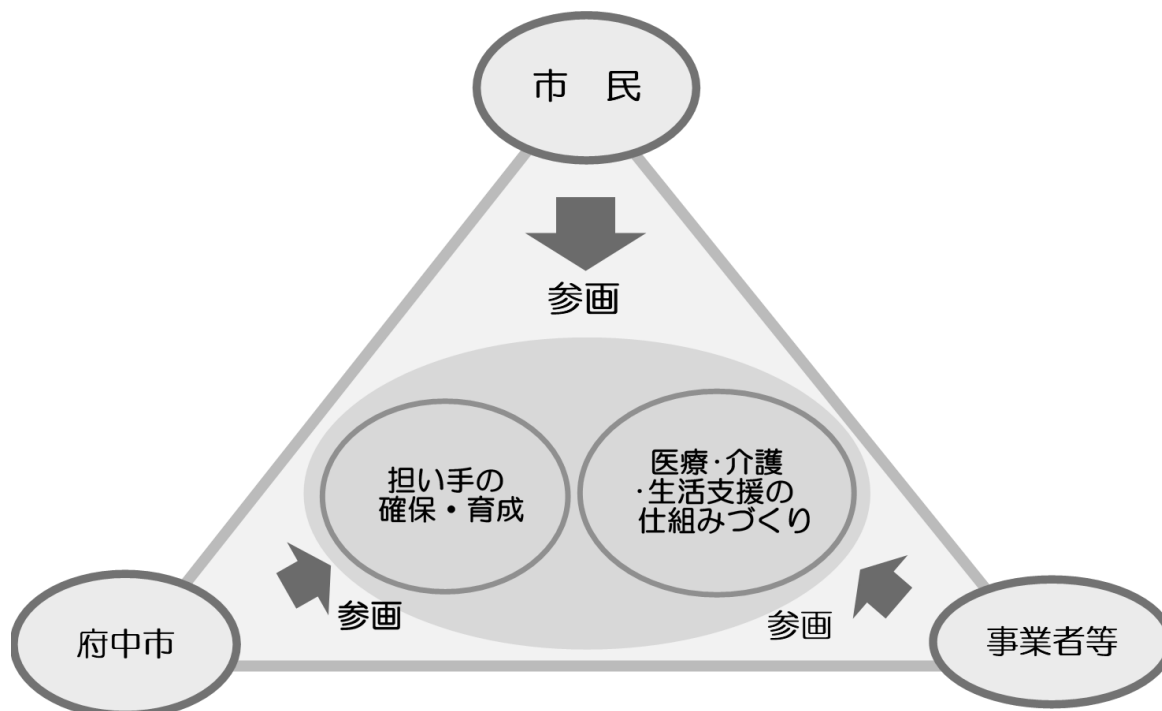 市　民
参画
担い手の
確保・育成
医療・介護
・生活支援の
仕組みづくり
参画
参画
府中市
事業者等